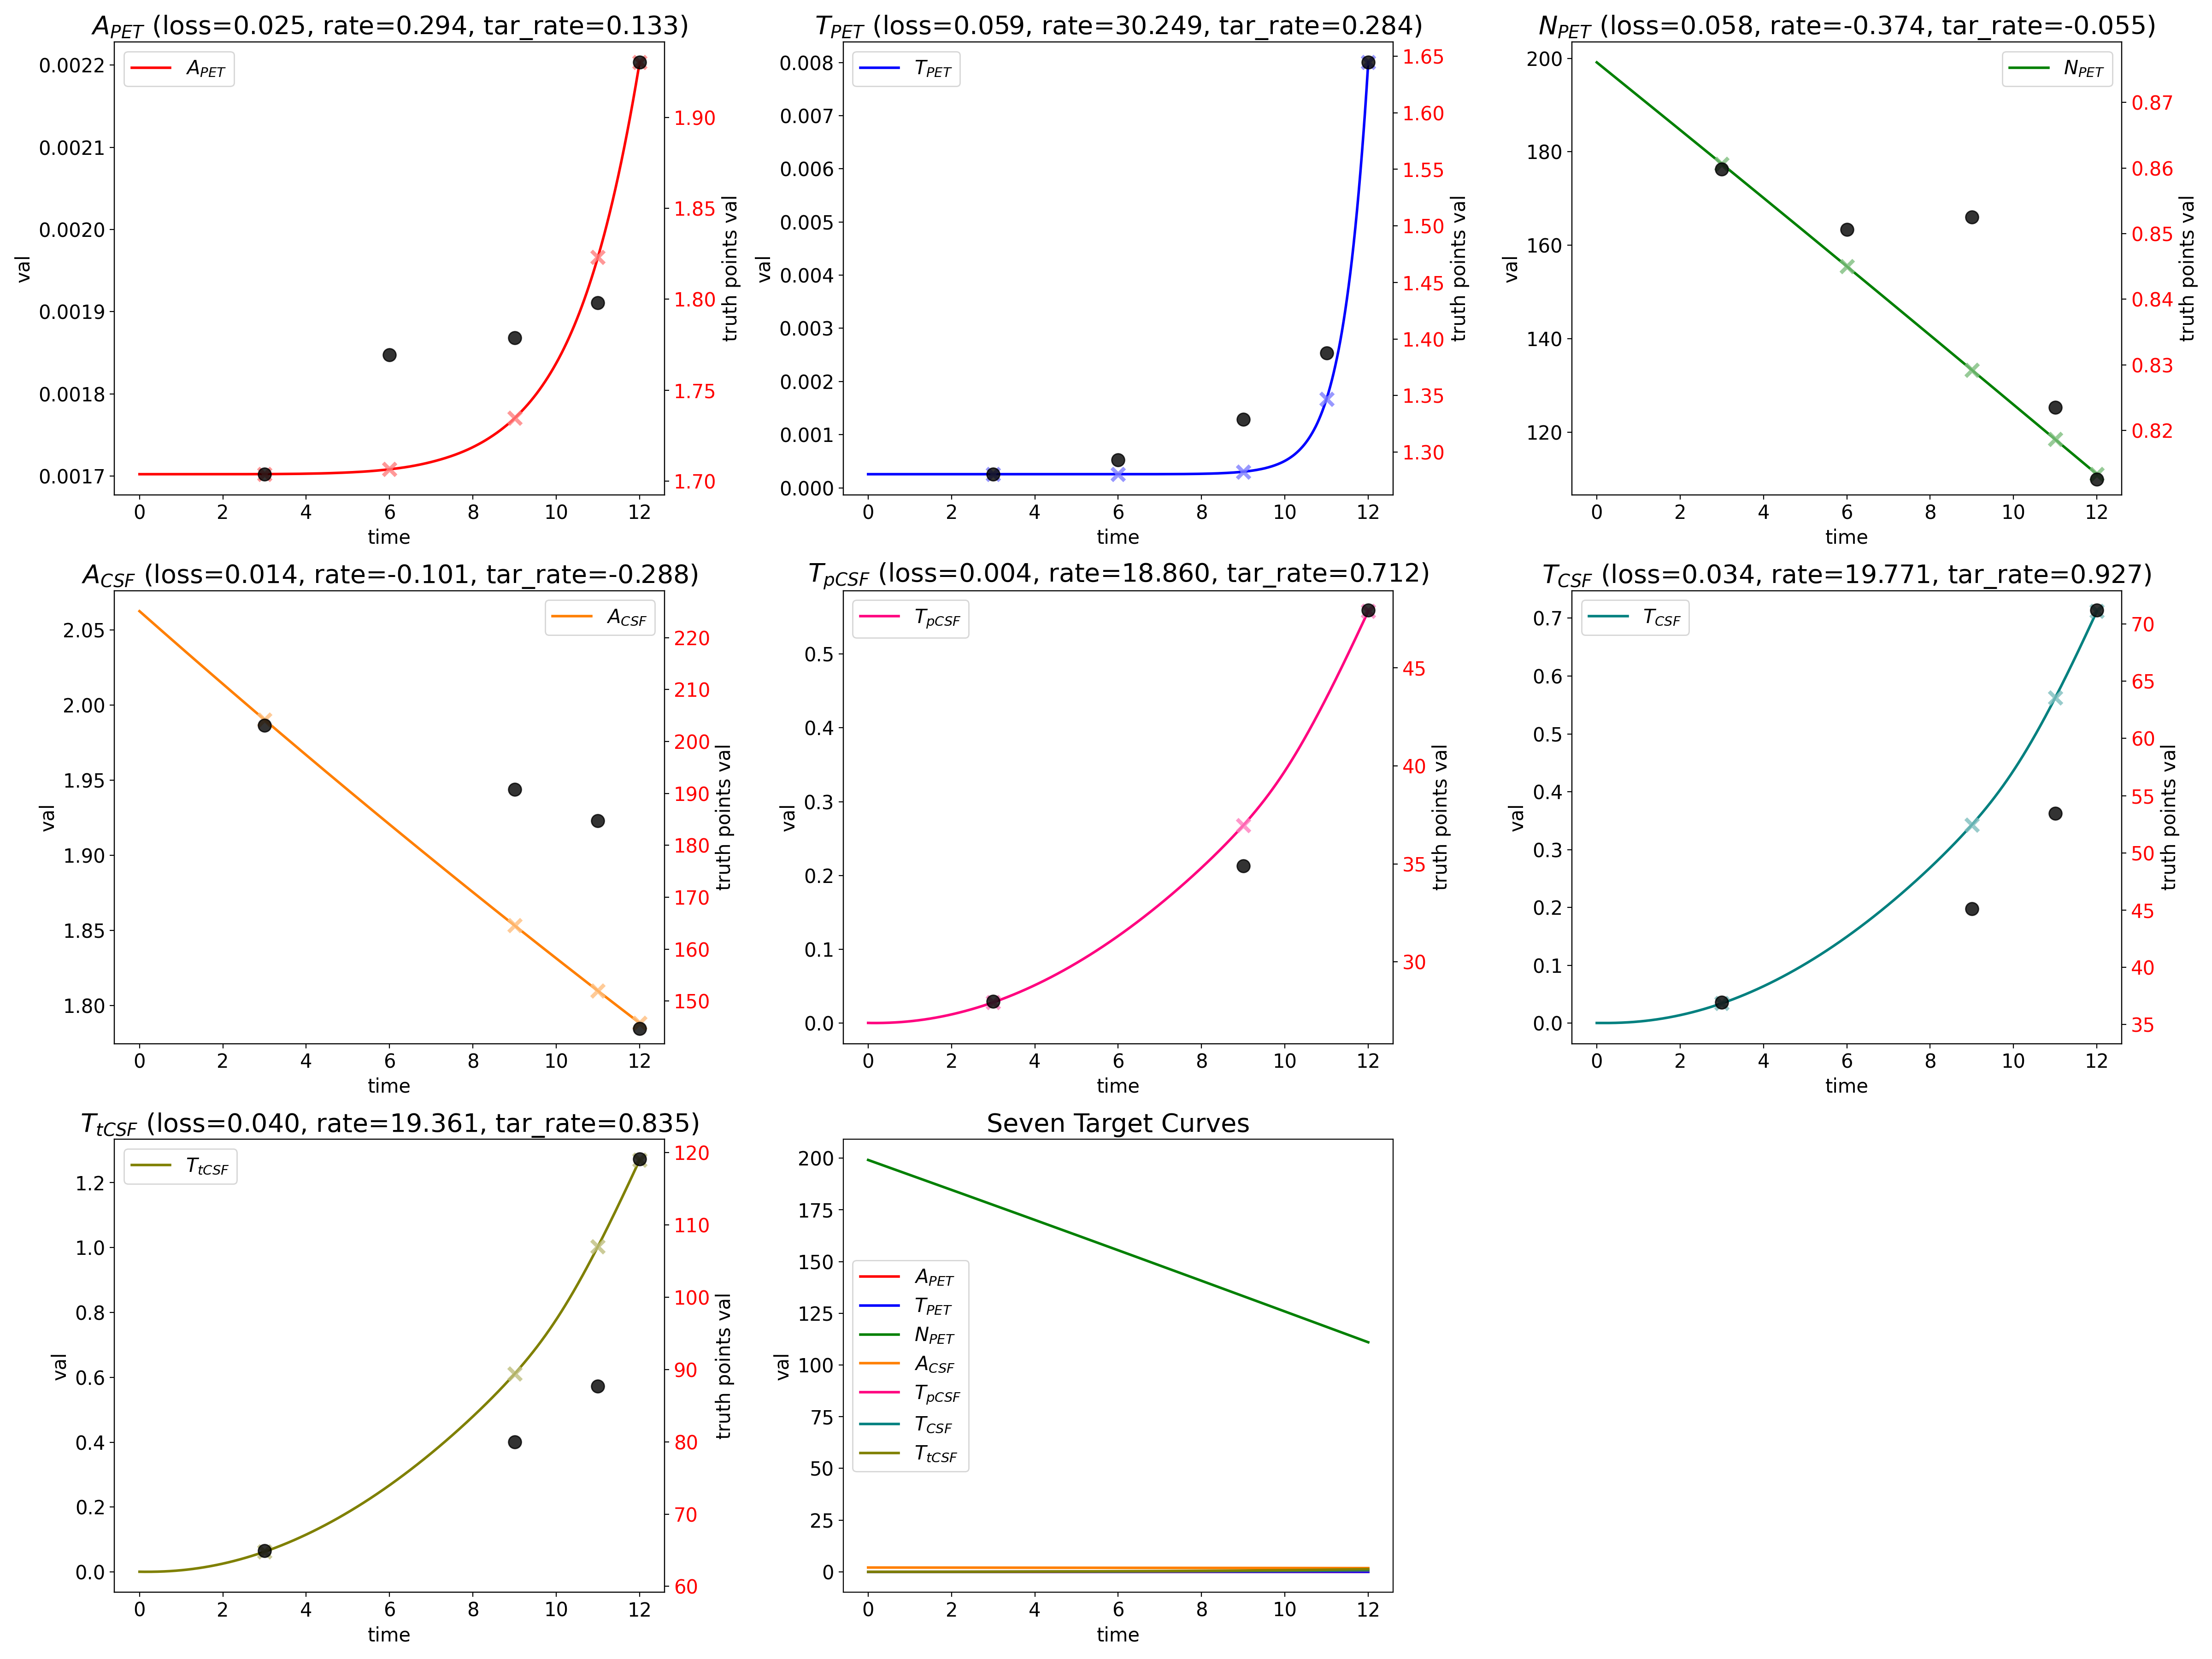 A_PET (loss=0.025, rate=0.294, tar_rate=0.133)
A_PET
0.0022
0.0021
0.0020
0.0019
0.0018
0.0017
val
1.90
1.85
1.80
1.75
1.70
truth points val
0 2 4 6 8 10 12
time
T_PET (loss=0.059, rate=30.249, tar_rate=0.284)
T_PET
0.008
0.007
0.006
0.005
0.004
0.003
0.002
0.001
0.000
val
1.65
1.60
1.55
1.50
1.45
1.40
1.35
1.30
truth points val
0 2 4 6 8 10 12
time
N_PET (loss=0.058, rate=-0.374, tar_rate=-0.055)
N_PET
200
180
160
140
120
val
0.87
0.86
0.85
0.84
0.83
0.82
truth points val
0 2 4 6 8 10 12
time
A_CSF (loss=0.014, rate=-0.101, tar_rate=-0.288)
A_CSF
2.05
2.00
1.95
1.90
1.85
1.80
val
220
210
200
190
180
170
160
150
truth points val
0 2 4 6 8 10 12
time
T_pCSF (loss=0.004, rate=18.860, tar_rate=0.712)
T_pCSF
0.5
0.4
0.3
0.2
0.1
0.0
val
45
40
35
30
truth points val
0 2 4 6 8 10 12
time
T_CSF (loss=0.034, rate=19.771, tar_rate=0.927)
T_CSF
0.7
0.6
0.5
0.4
0.3
0.2
0.1
0.0
val
70
65
60
55
50
45
40
35
truth points val
0 2 4 6 8 10 12
time
T_tCSF (loss=0.040, rate=19.361, tar_rate=0.835)
T_tCSF
1.2
1.0
0.8
0.6
0.4
0.2
0.0
val
120
110
100
90
80
70
60
truth points val
0 2 4 6 8 10 12
time
Seven Target Curves
200
175
150
125
100
75
50
25
0
val
A_PET
T_PET
N_PET
A_CSF
T_pCSF
T_CSF
T_tCSF
0 2 4 6 8 10 12
time